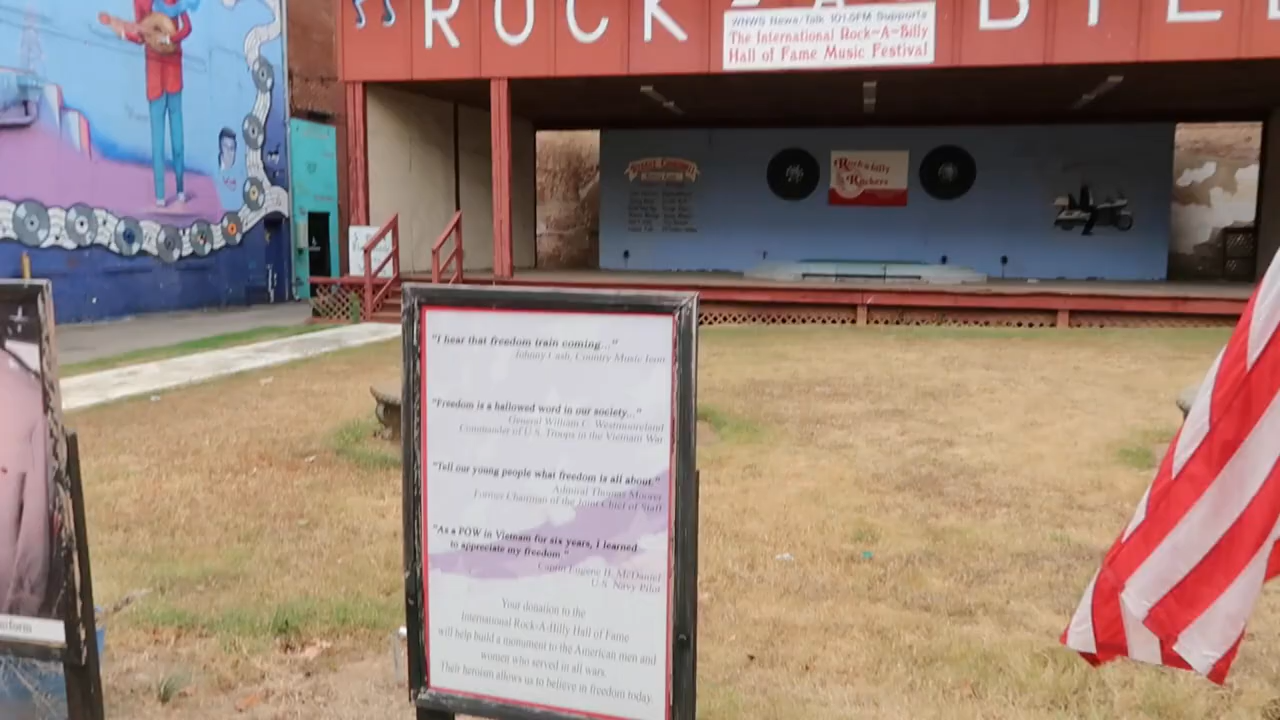 ROCK-A-BILL
WNWS News/Talk 101.5FM Supports
The International Rock-A-Billy
Hall of Fame Music Festival
Rockabilly
Kitchens
"I hear that freedom train coming..."
Johnny Cash, Country Music Icon
"Freedom is a hallowed word in our society..."
General William C. Westmoreland
Commander of U.S. Troops in the Vietnam War
"Tell our young people what freedom is all about."
Admiral Thomas Moorer
Former Chairman of the Joint Chief of Staff
"As a POW in Vietnam for six years, I learned
to appreciate my freedom"
Captin Eugene B. McDaniel
U.S. Navy Pilot
Your donation to the
International Rock-A-Billy Hall of Fame
will help build a monument to the American men and
women who served in all wars.
Their heroism allows us to believe in freedom today.